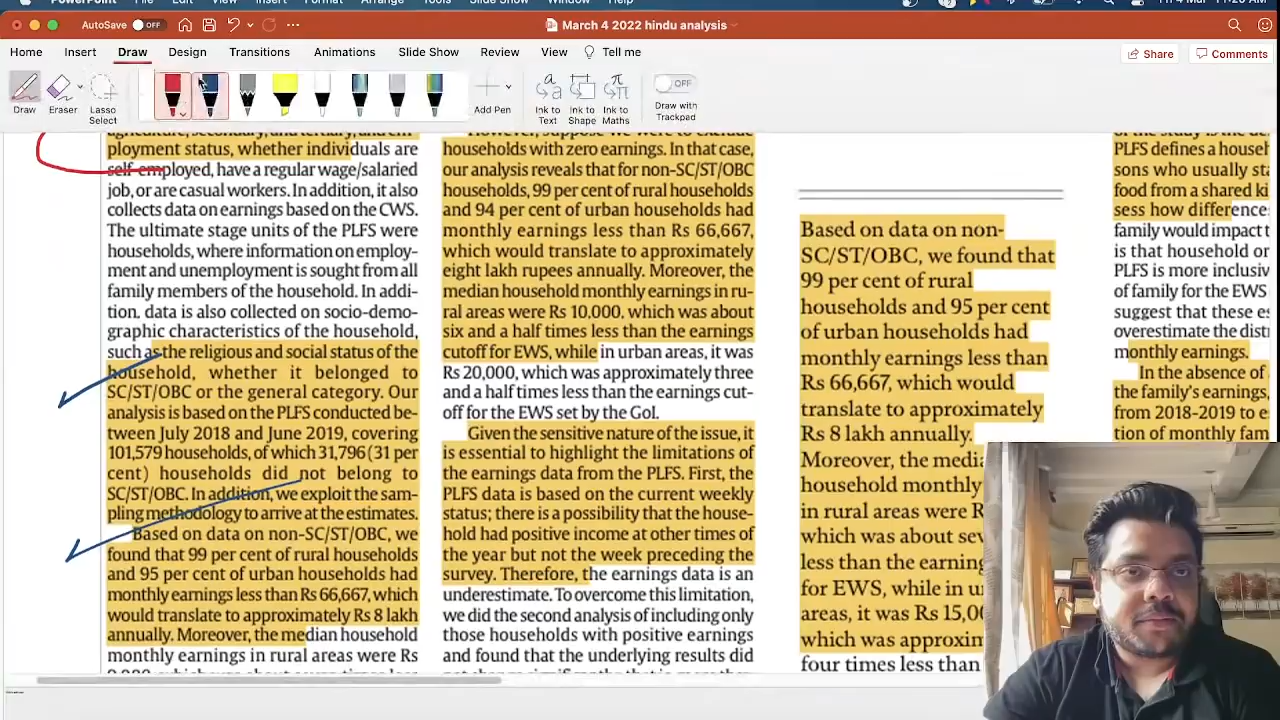 PowerPoint File Edit View Insert Format Arrange Tools Slide Show Window Help
AutoSave OFF
March 4 2022 hindu analysis
Home Insert Draw Design Transitions Animations Slide Show Review View Tell me
Share Comments
Draw
Eraser
Lasso Select
Add Pen
Ink to Text
Ink to Shape
Ink to Maths
OFF
Draw with Trackpad
agriculture, secondary, and tertiary, and em-
ployment status, whether individuals are
self-employed, have a regular wage/salaried
job, or are casual workers. In addition, it also
collects data on earnings based on the CWS.
The ultimate stage units of the PLFS were
households, where information on employ-
ment and unemployment is sought from all
family members of the household. In addi-
tion, data is also collected on socio-demo-
graphic characteristics of the household,
such as the religious and social status of the
household, whether it belonged to
SC/ST/OBC or the general category. Our
analysis is based on the PLFS conducted be-
tween July 2018 and June 2019, covering
101,579 households, of which 31,796 (31 per
cent) households did not belong to
SC/ST/OBC. In addition, we exploit the sam-
pling methodology to arrive at the estimates.
Based on data on non-SC/ST/OBC, we
found that 99 per cent of rural households
and 95 per cent of urban households had
monthly earnings less than Rs 66,667, which
would translate to approximately Rs 8 lakh
annually. Moreover, the median household
monthly earnings in rural areas were Rs
However, suppose we were to exclude
households with zero earnings. In that case,
our analysis reveals that for non-SC/ST/OBC
households, 99 per cent of rural households
and 94 per cent of urban households had
monthly earnings less than Rs 66,667,
which would translate to approximately
eight lakh rupees annually. Moreover, the
median household monthly earnings in ru-
ral areas were Rs 10,000, which was about
six and a half times less than the earnings
cutoff for EWS, while in urban areas, it was
Rs 20,000, which was approximately three
and a half times less than the earnings cut-
off for the EWS set by the GoI.
Given the sensitive nature of the issue, it
is essential to highlight the limitations of
the earnings data from the PLFS. First, the
PLFS data is based on the current weekly
status; there is a possibility that the house-
hold had positive income at other times of
the year but not the week preceding the
survey. Therefore, the earnings data is an
underestimate. To overcome this limitation,
we did the second analysis of including only
those households with positive earnings
and found that the underlying results did
Based on data on non-
SC/ST/OBC, we found that
99 per cent of rural
households and 95 per cent
of urban households had
monthly earnings less than
Rs 66,667, which would
translate to approximately
Rs 8 lakh annually.
Moreover, the media
household monthly
in rural areas were R
which was about sev
less than the earning
for EWS, while in u
areas, it was Rs 15,00
which was approxim
four times less than
of the study is the de
PLFS defines a househ
sons who usually sta
food from a shared ki
sess how difference
family would impact t
is that household or
PLFS is more inclusiv
of family for the EWS
suggest that these es
overestimate the distr
monthly earnings.
In the absence of
the family's earnings,
from 2018-2019 to es
tion of monthly fam